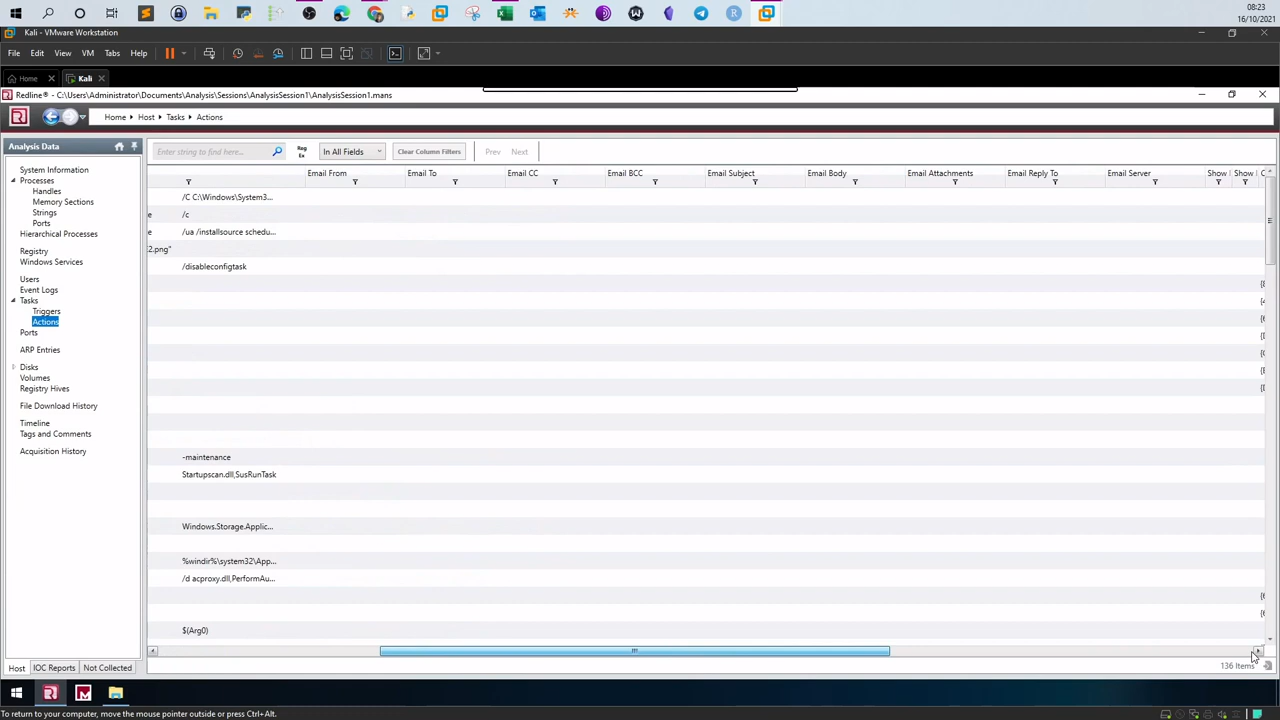 08:23
16/10/2021
Kali - VMware Workstation
File Edit View VM Tabs Help
Home Kali
Redline® - C:\Users\Administrator\Documents\Analysis\Sessions\AnalysisSession1\AnalysisSession1.mans
Home Host Tasks Actions
Analysis Data
Enter string to find here...
Reg Ex
In All Fields
Clear Column Filters
Prev Next
System Information
Processes
Handles
Memory Sections
Strings
Ports
Hierarchical Processes
Registry
Windows Services
Users
Event Logs
Tasks
Triggers
Actions
Ports
ARP Entries
Disks
Volumes
Registry Hives
File Download History
Timeline
Tags and Comments
Acquisition History
Host IOC Reports Not Collected
Email From Email To Email CC Email BCC Email Subject Email Body Email Attachments Email Reply To Email Server Show Show
/C C:\Windows\System3...
e /c
e /ua /installsource schedu...
2.png"
/disableconfigtask
-maintenance
Startupscan.dll,SusRunTask
Windows.Storage.Applic...
%windir%\system32\App...
/d acproxy.dll,PerformAu...
$(Arg0)
136 Items
To return to your computer, move the mouse pointer outside or press Ctrl+Alt.